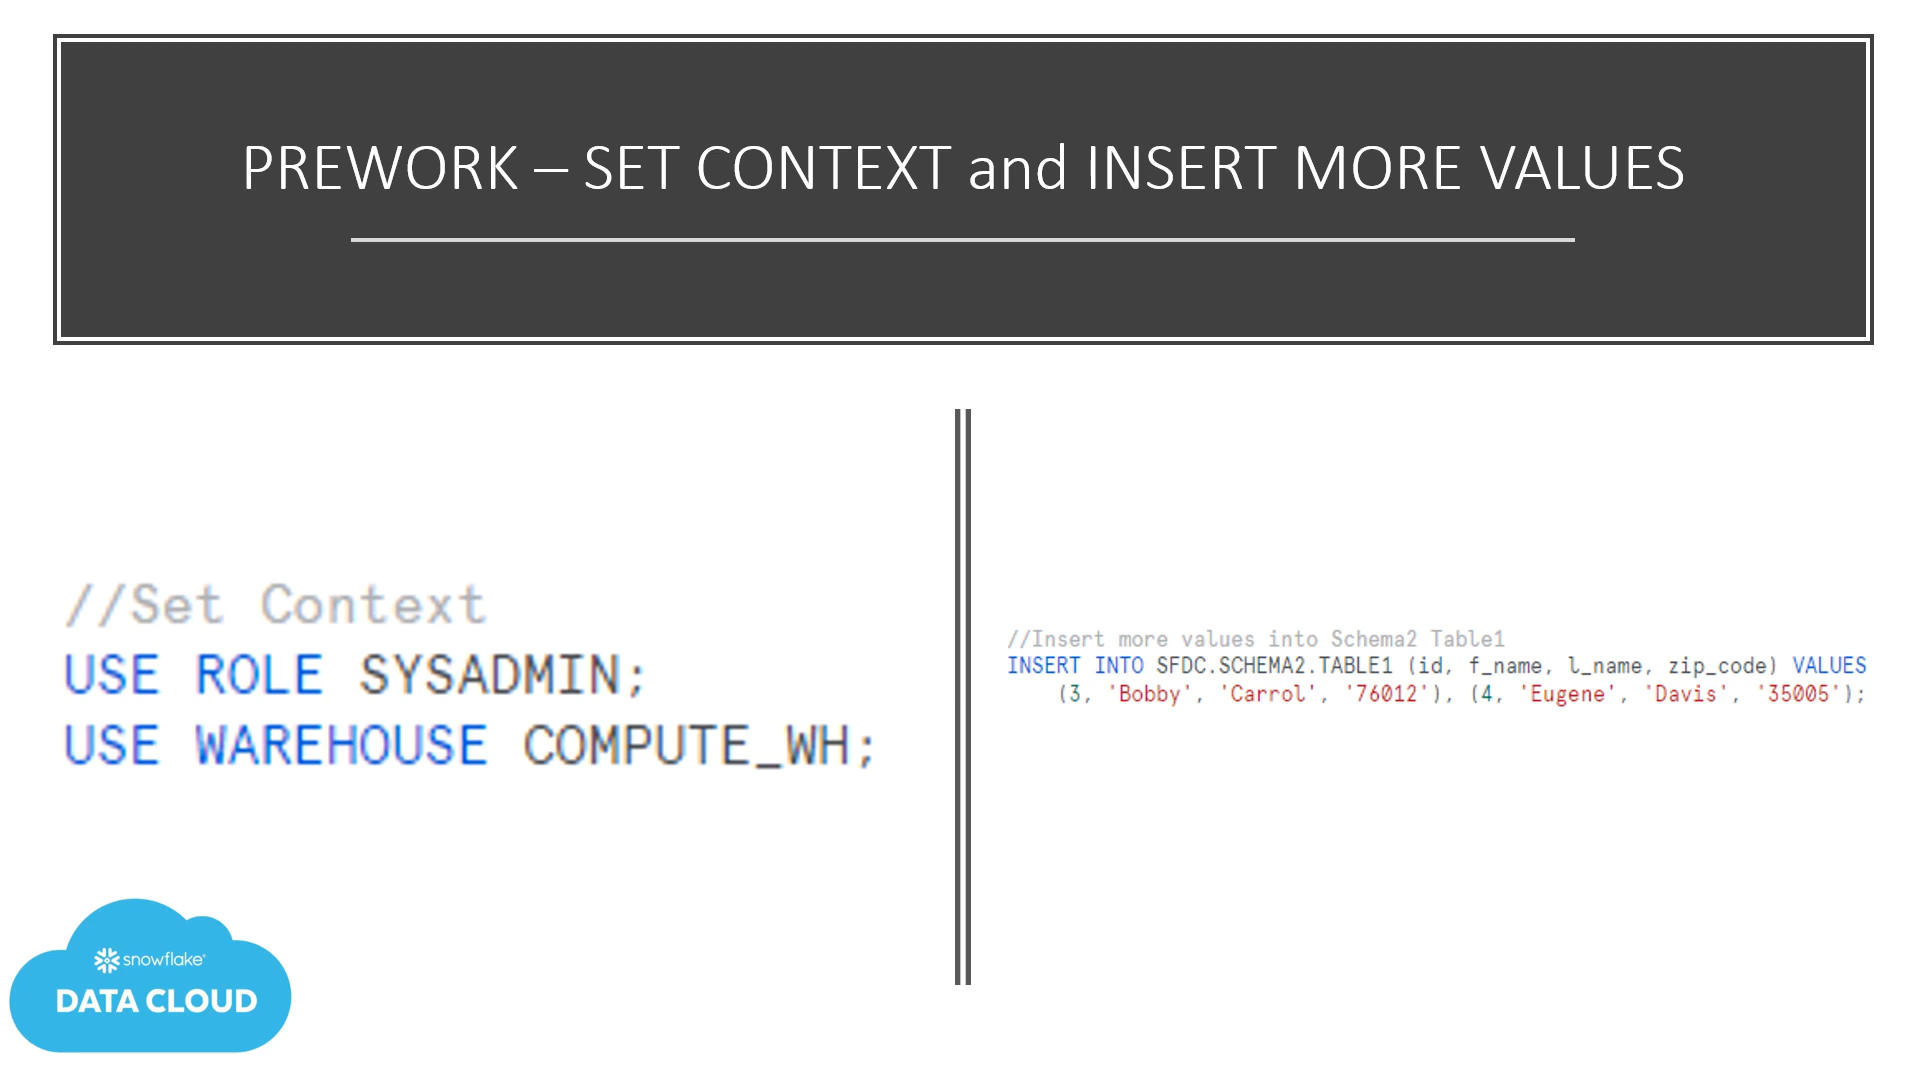 PREWORK – SET CONTEXT and INSERT MORE VALUES
//Set Context
USE ROLE SYSADMIN;
USE WAREHOUSE COMPUTE_WH;
//Insert more values into Schema2 Table1
INSERT INTO SFDC.SCHEMA2.TABLE1 (id, f_name, l_name, zip_code) VALUES
(3, 'Bobby', 'Carrol', '76012'), (4, 'Eugene', 'Davis', '35005');
snowflake
DATA CLOUD